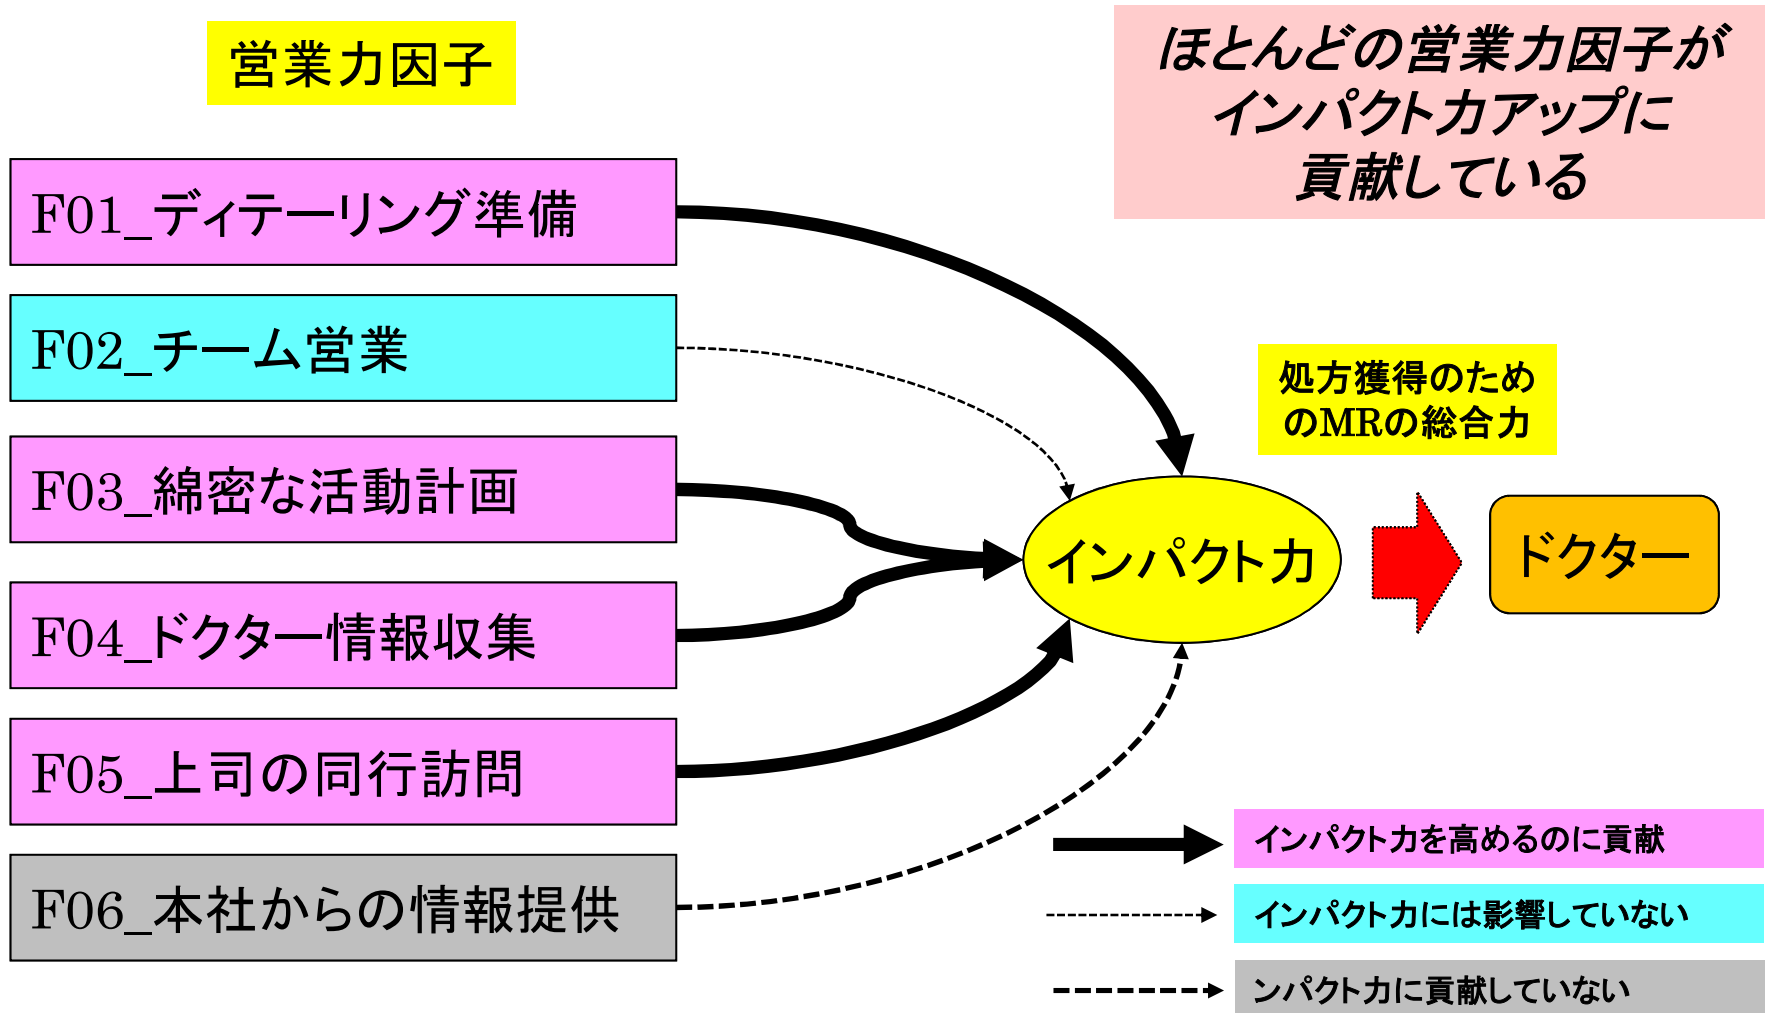 営業力因子
ほとんどの営業力因子が
インパクト力アップに
貢献している
F01_ディテーリング準備
F02_チーム営業
F03_綿密な活動計画
F04_ドクター情報収集
F05_上司の同行訪問
F06_本社からの情報提供
処方獲得のため
のMRの総合力
インパクト力
ドクター
インパクト力を高めるのに貢献
インパクト力には影響していない
ンパクト力に貢献していない